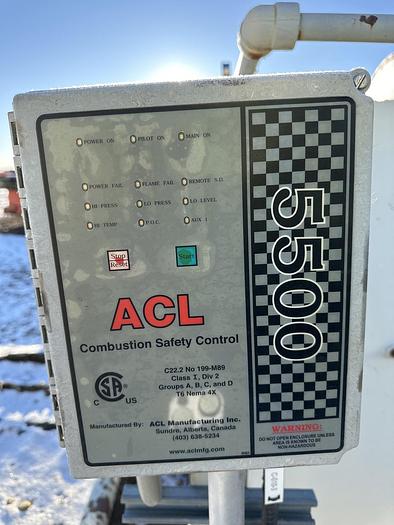 POWER ON PILOT ON MAIN ON
POWER FAIL FLAME FAIL REMOTE S.D.
HI PRESS LO PRESS LO LEVEL
HI TEMP P.O.C. AUX 1
Stop
Reset
Start
5500
ACL
Combustion Safety Control
C22.2 No 199-M89
Class I, Div 2
Groups A, B, C, and D
T6 Nema 4X
SA
C US
Manufactured By: ACL Manufacturing Inc.
Sundre, Alberta, Canada
(403) 638-5234
www.aclmfg.com
WARNING:
DO NOT OPEN ENCLOSURE UNLESS
AREA IS KNOWN TO BE
NON-HAZARDOUS